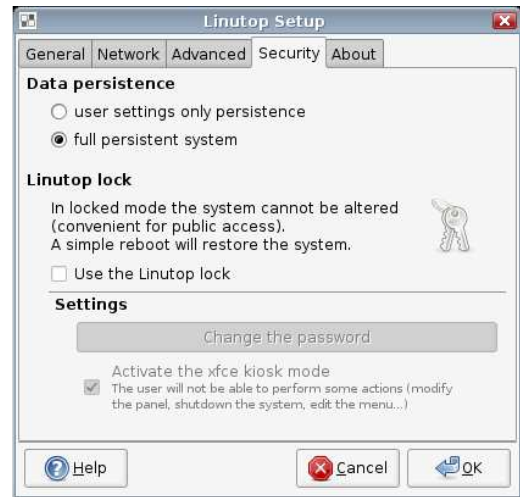 Linutop Setup
General Network Advanced Security About
Data persistence
user settings only persistence
full persistent system
Linutop lock
In locked mode the system cannot be altered
(convenient for public access).
A simple reboot will restore the system.
Use the Linutop lock
Settings
Change the password
Activate the xfce kiosk mode
The user will not be able to perform some actions (modify
the panel, shutdown the system, edit the menu...)
Help Cancel OK